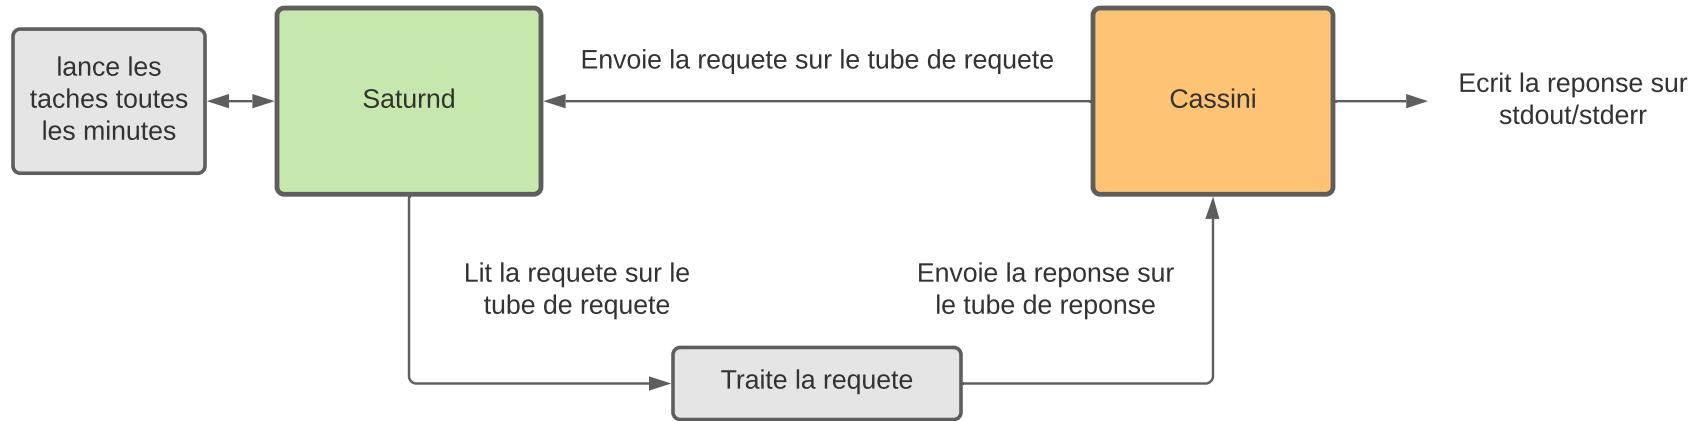 lance les
taches toutes
les minutes
Saturnd
Envoie la requete sur le tube de requete
Cassini
Ecrit la reponse sur
stdout/stderr
Lit la requete sur le
tube de requete
Envoie la reponse sur
le tube de reponse
Traite la requete